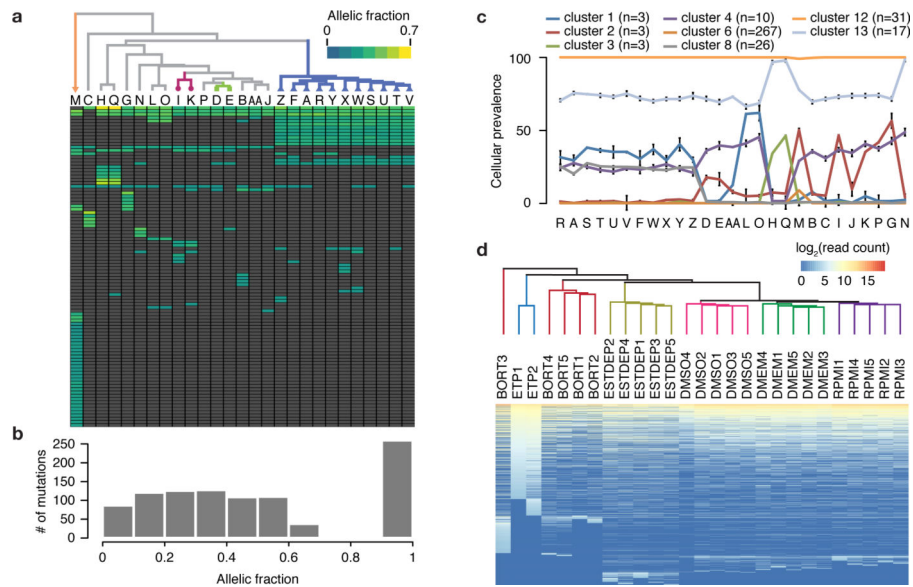 a
Allelic fraction
0 0.7
M C H Q G N L O I K P D E B AA J Z F A R Y X W S U T V
b
# of mutations
250
200
150
100
50
0
0 0.2 0.4 0.6 0.8 1
Allelic fraction
c
cluster 1 (n=3) cluster 4 (n=10) cluster 12 (n=31)
cluster 2 (n=3) cluster 6 (n=267) cluster 13 (n=17)
cluster 3 (n=3) cluster 8 (n=26)
Cellular prevalence
100
50
0
R A S T U V F W X Y Z D E AA L O H Q M B C I J K P G N
d
log2(read count)
0 5 10 15
BORT3
ETP1
ETP2
BORT4
BORT5
BORT1
BORT2
ESTDEP2
ESTDEP4
ESTDEP1
ESTDEP3
ESTDEP5
DMSO4
DMSO2
DMSO1
DMSO3
DMSO5
DMEM4
DMEM1
DMEM5
DMEM2
DMEM3
RPMI1
RPMI4
RPMI5
RPMI2
RPMI3